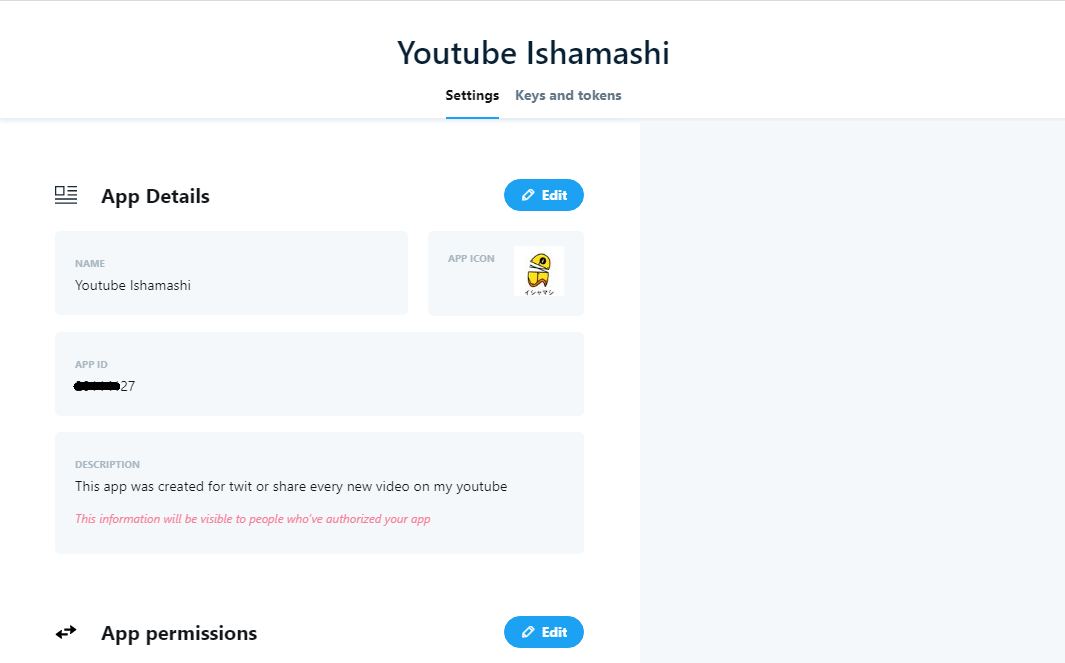 Youtube Ishamashi
Settings Keys and tokens
App Details
Edit
NAME
Youtube Ishamashi
APP ICON
イシャマシ
APP ID
27
DESCRIPTION
This app was created for twit or share every new video on my youtube
This information will be visible to people who've authorized your app
App permissions
Edit